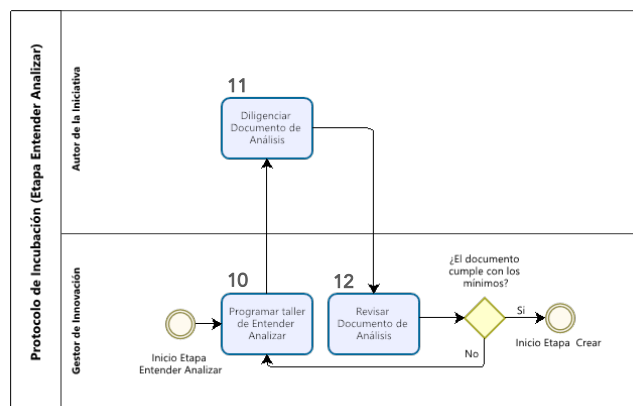 Protocolo de Incubación (Etapa Entender Analizar)
Autor de la Iniciativa
11
Diligenciar
Documento de
Análisis
Gestor de Innovación
Inicio Etapa
Entender Analizar
10
Programar taller
de Entender
Analizar
12
Revisar
Documento de
Análisis
¿El documento
cumple con los
mínimos?
Si
No
Inicio Etapa Crear